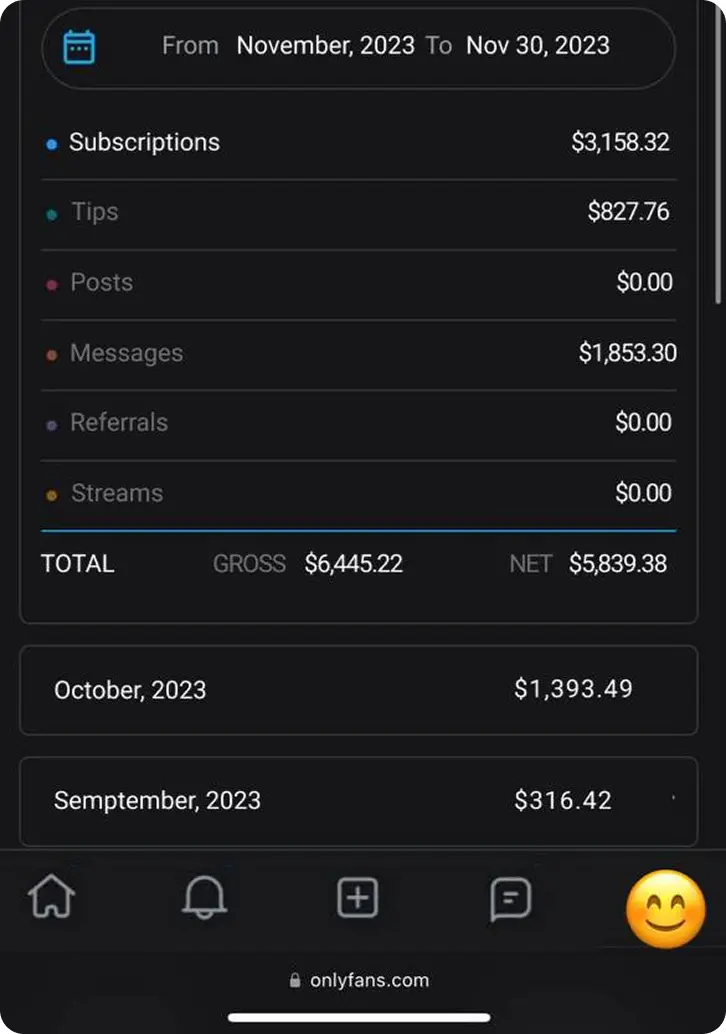 From November, 2023 To Nov 30, 2023
Subscriptions $3,158.32
Tips $827.76
Posts $0.00
Messages $1,853.30
Referrals $0.00
Streams $0.00
TOTAL GROSS $6,445.22 NET $5,839.38
October, 2023 $1,393.49
Semptember, 2023 $316.42
onlyfans.com